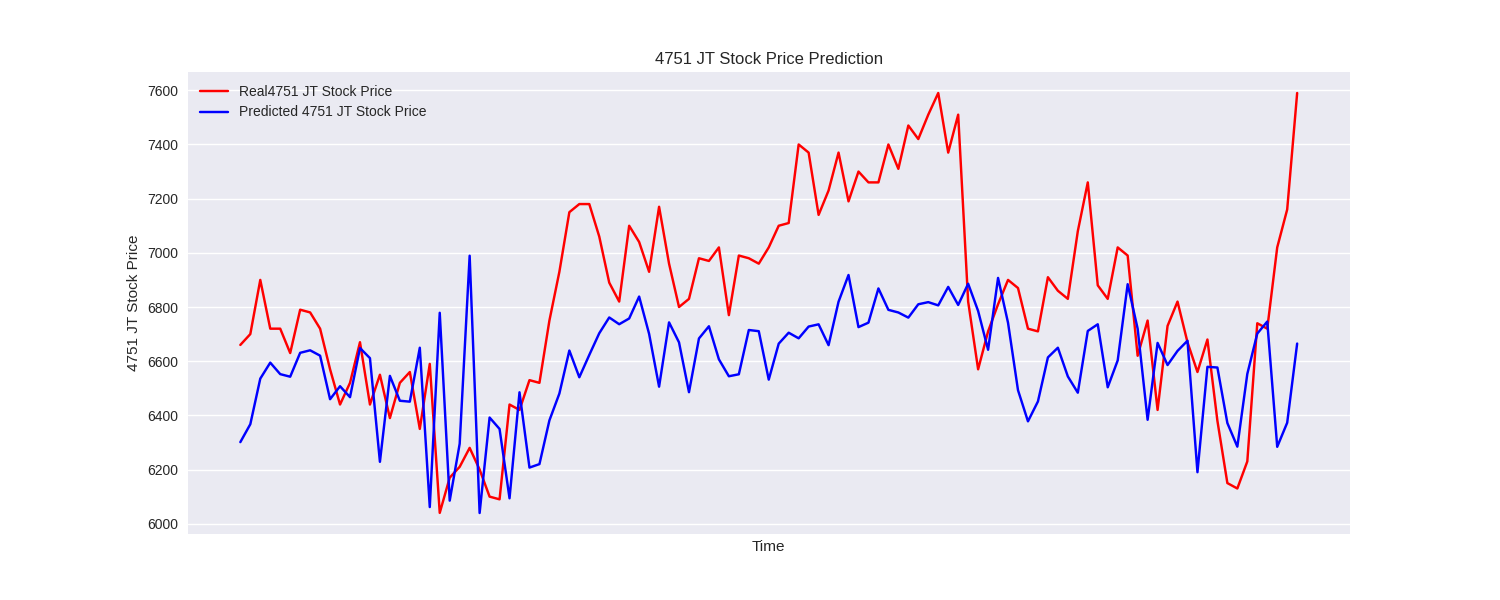 4751 JT Stock Price Prediction
Real4751 JT Stock Price
Predicted 4751 JT Stock Price
7600
7400
7200
7000
6800
6600
6400
6200
6000
4751 JT Stock Price
Time